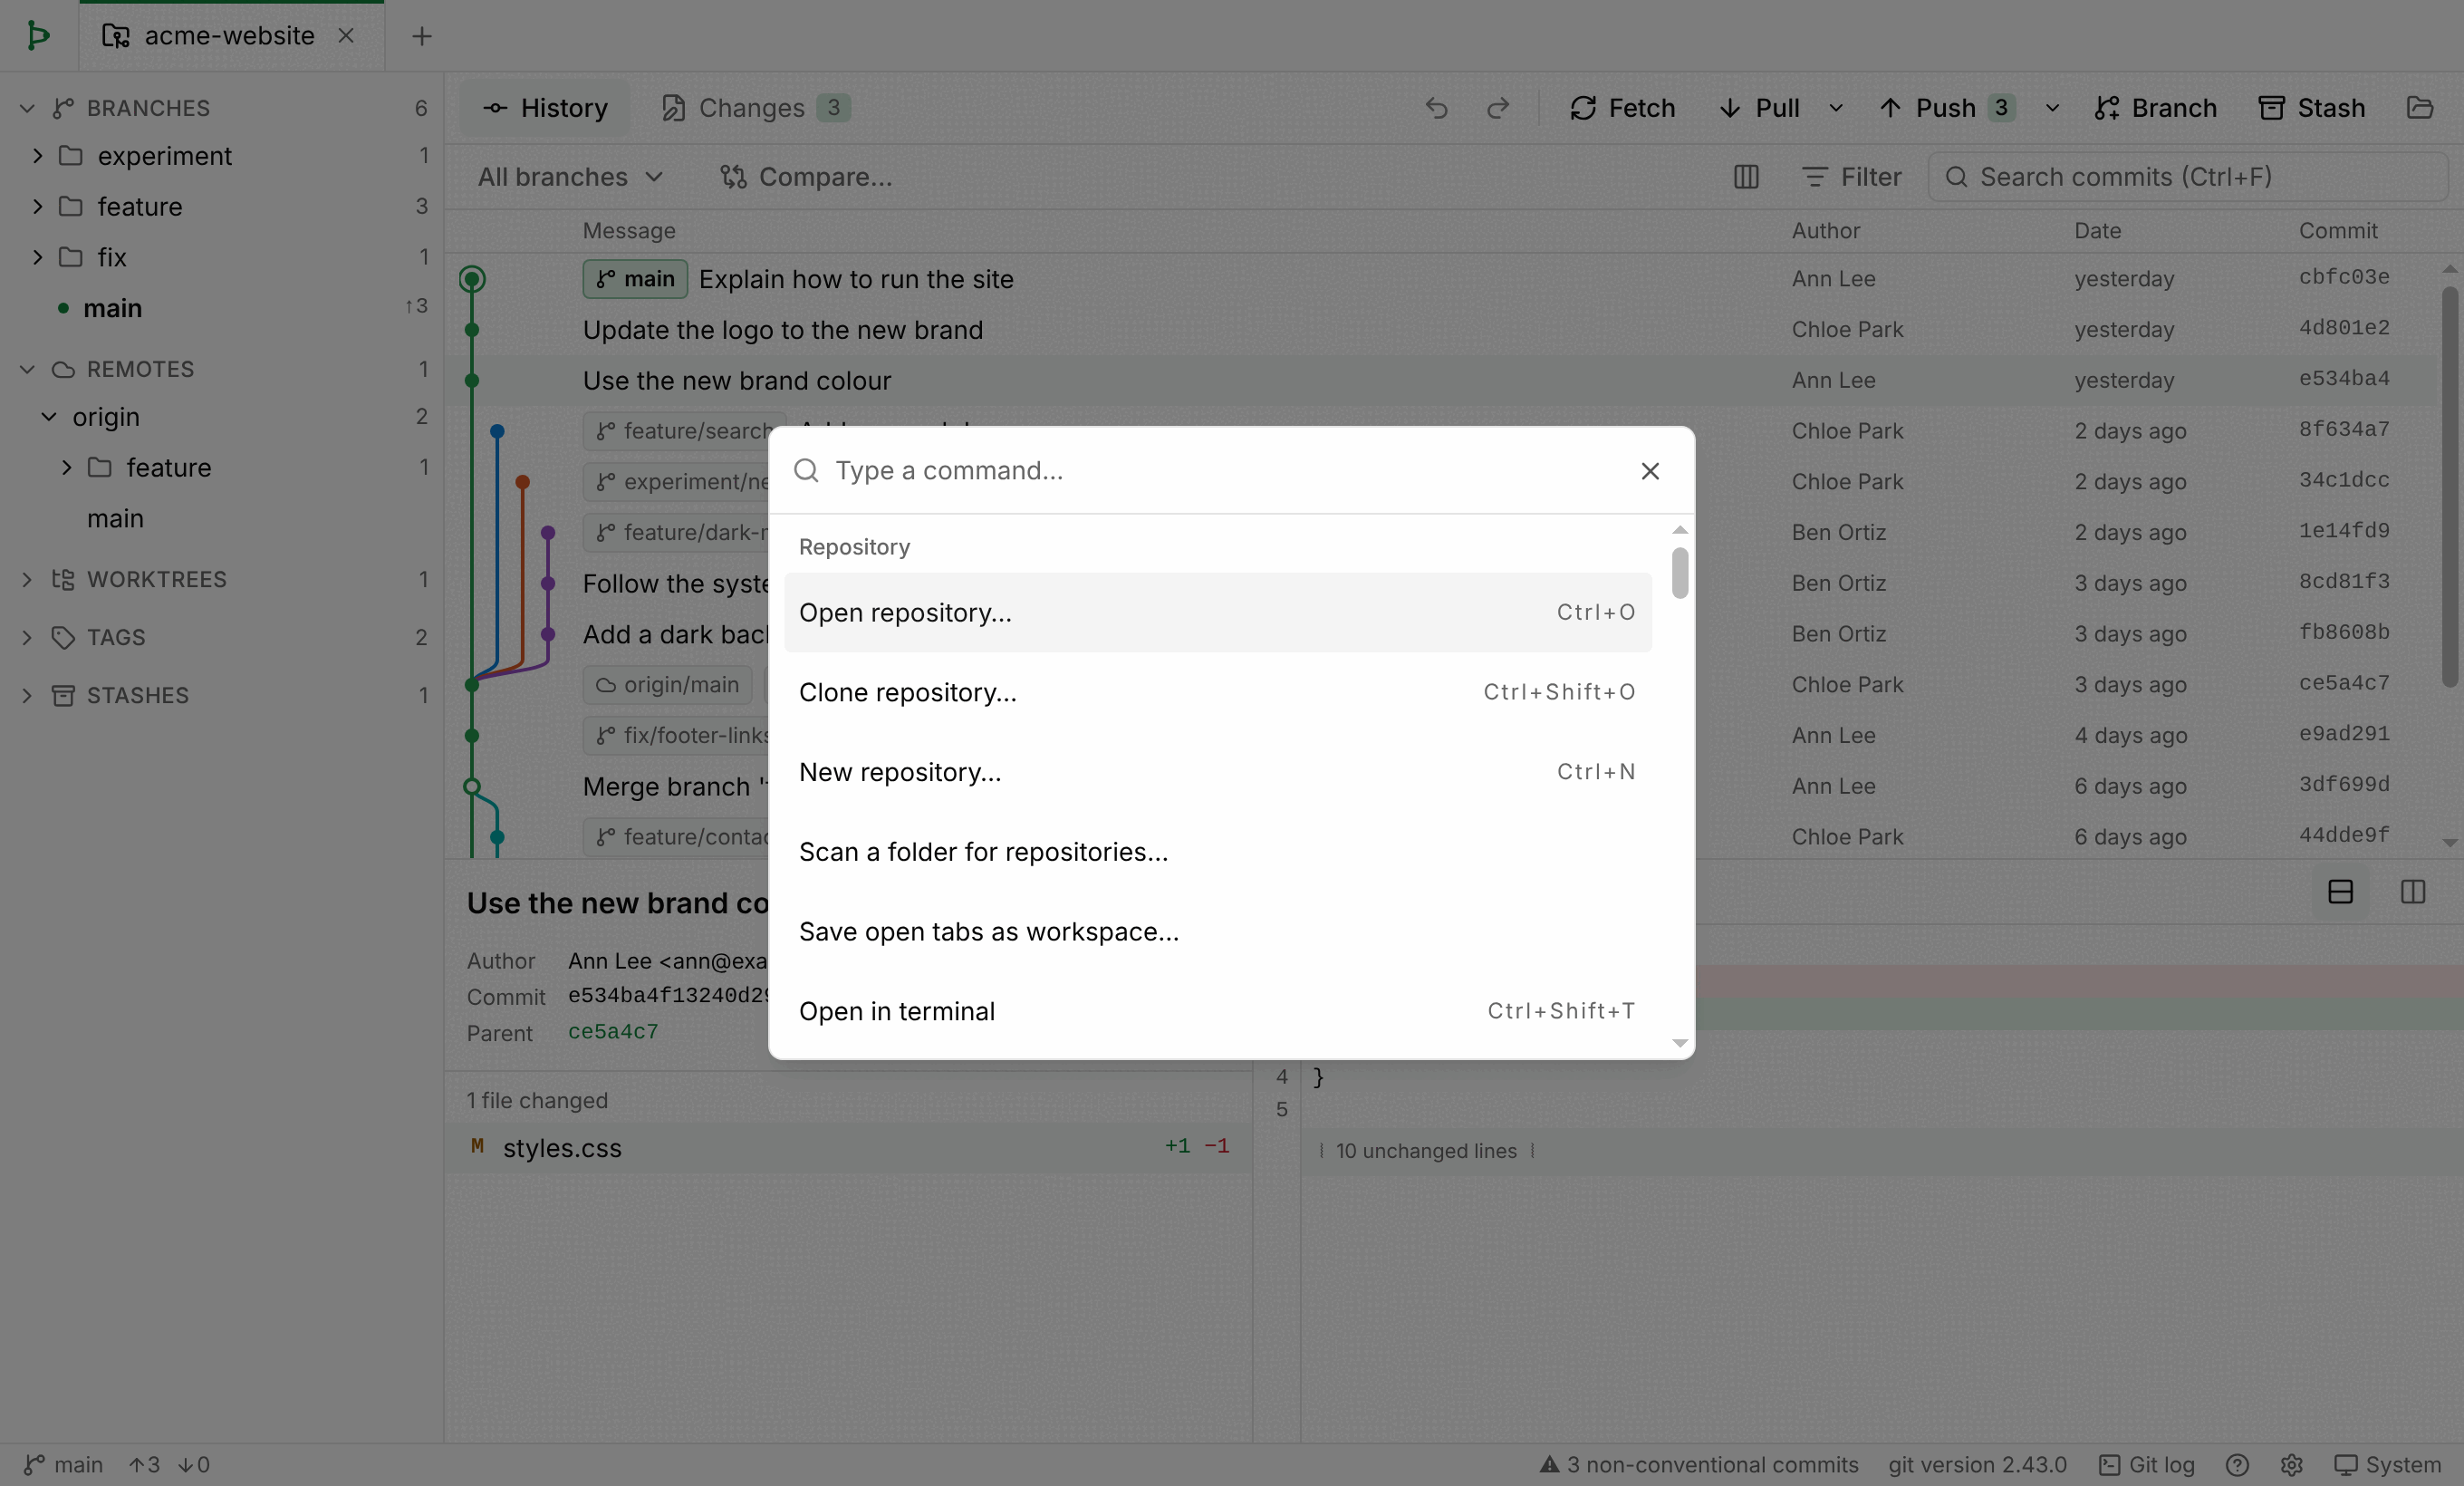 acme-website
BRANCHES 6
experiment 1
feature 3
fix 1
main ↑3
REMOTES 1
origin 2
feature 1
main
WORKTREES 1
TAGS 2
STASHES 1
History Changes 3 Fetch Pull Push 3 Branch Stash
All branches Compare... Filter Search commits (Ctrl+F)
Message Author Date Commit
main Explain how to run the site Ann Lee yesterday cbfc03e
Update the logo to the new brand Chloe Park yesterday 4d801e2
Use the new brand colour Ann Lee yesterday e534ba4
feature/search Chloe Park 2 days ago 8f634a7
experiment/ne Chloe Park 2 days ago 34c1dcc
feature/dark- Ben Ortiz 2 days ago 1e14fd9
Follow the syste Ben Ortiz 3 days ago 8cd81f3
Add a dark bac Ben Ortiz 3 days ago fb8608b
origin/main Chloe Park 3 days ago ce5a4c7
fix/footer-links Ann Lee 4 days ago e9ad291
Merge branch ' Ann Lee 6 days ago 3df699d
feature/contac Chloe Park 6 days ago 44dde9f
Type a command...
Repository
Open repository... Ctrl+O
Clone repository... Ctrl+Shift+O
New repository... Ctrl+N
Scan a folder for repositories...
Save open tabs as workspace...
Open in terminal Ctrl+Shift+T
Use the new brand co
Author Ann Lee <ann@exa
Commit e534ba4f13240d29
Parent ce5a4c7
1 file changed
M styles.css +1 −1
4 }
5
10 unchanged lines
main ↑3 ↓0
3 non-conventional commits git version 2.43.0 Git log System